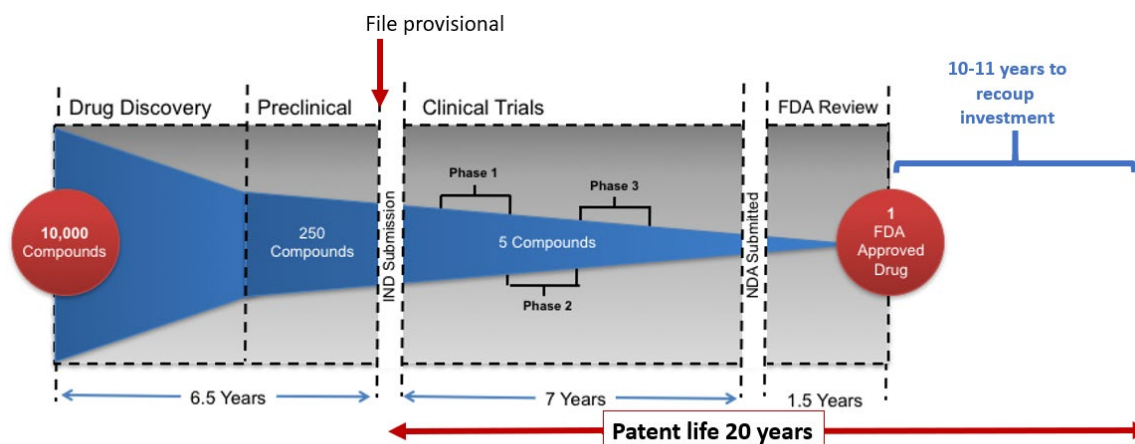 File provisional
10-11 years to
recoup
investment
Drug Discovery
Preclinical
Clinical Trials
FDA Review
Phase 1
Phase 3
10,000
Compounds
250
Compounds
IND Submission
5 Compounds
NDA Submitted
1
FDA
Approved
Drug
Phase 2
6.5 Years
7 Years
1.5 Years
Patent life 20 years